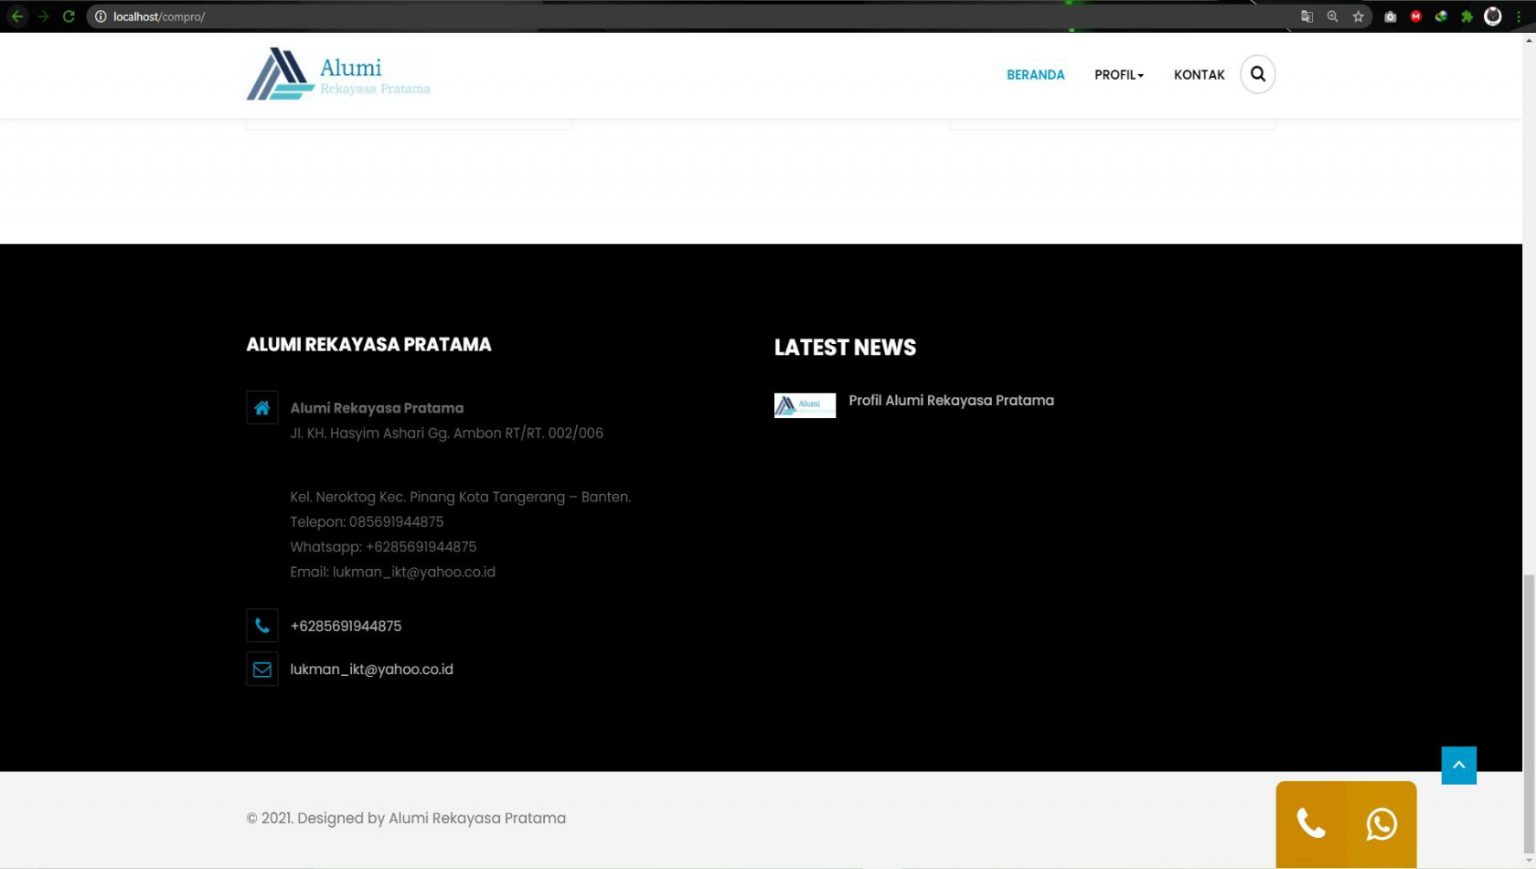 localhost/compro/
Alumi
Rekayasa Pratama
BERANDA
PROFIL
KONTAK
ALUMI REKAYASA PRATAMA
Alumi Rekayasa Pratama
Jl. KH. Hasyim Ashari Gg. Ambon RT/RT. 002/006
Kel. Neroktog Kec. Pinang Kota Tangerang – Banten.
Telepon: 085691944875
Whatsapp: +6285691944875
Email: lukman_ikt@yahoo.co.id
+6285691944875
lukman_ikt@yahoo.co.id
LATEST NEWS
Alumi
Profil Alumi Rekayasa Pratama
© 2021. Designed by Alumi Rekayasa Pratama